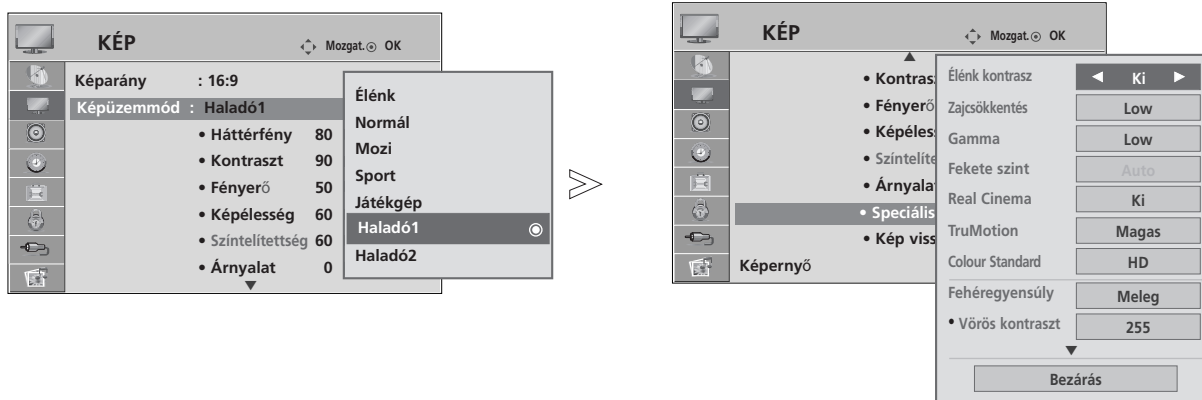 KÉP
Mozgat. OK
Képarány : 16:9
Képüzemmód : Haladó1
• Háttérfény 80
• Kontraszt 90
• Fényerő 50
• Képélesség 60
• Színtelítettség 60
• Árnyalat 0
Élénk
Normál
Mozi
Sport
Játékgép
Haladó1
Haladó2
KÉP
Mozgat. OK
• Kontras
• Fényerő
• Képéles
• Színtelíte
• Árnyala
• Speciális
• Kép viss
Képernyő
Élénk kontrasz Ki
Zajcsökkentés Low
Gamma Low
Fekete szint Auto
Real Cinema Ki
TruMotion Magas
Colour Standard HD
Fehéregyensúly Meleg
• Vörös kontraszt 255
Bezárás